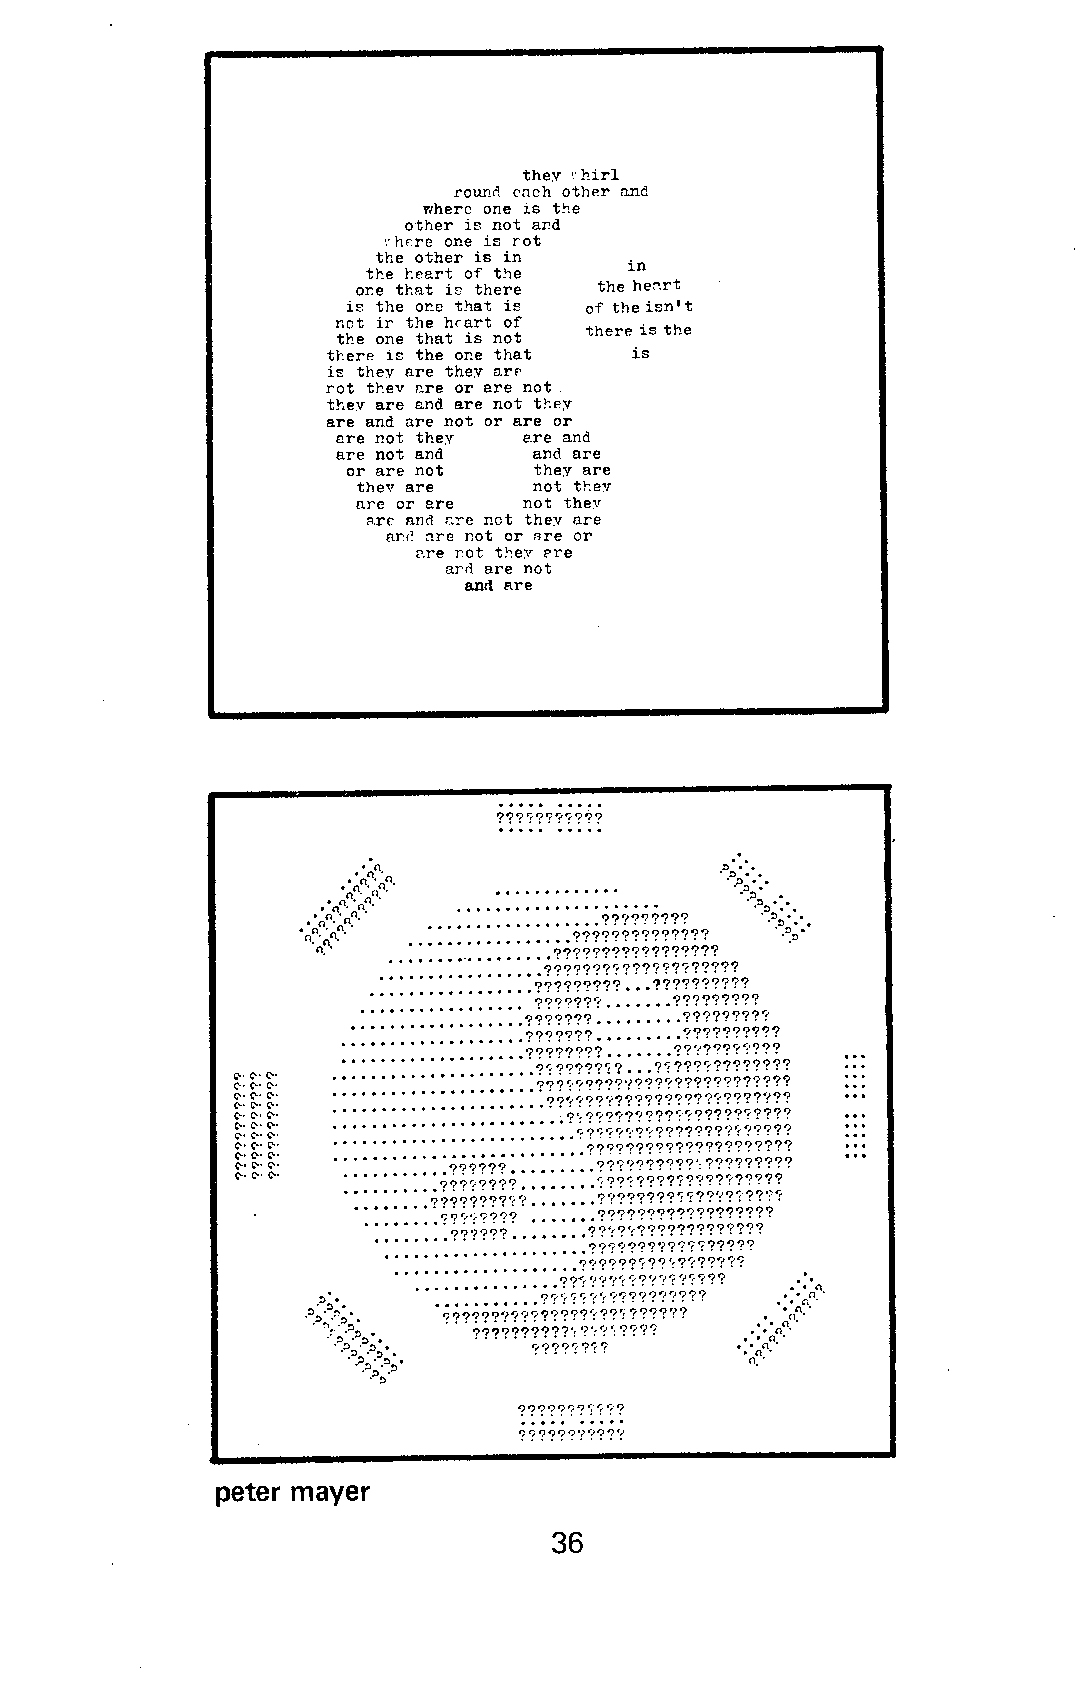 they whirl
round each other and
where one is the
other is not and
where one is not
the other is in
the heart of the
one that is there
is the one that is
not in the heart of
the one that is not
there is the one that
is they are they are
not they are or are not
they are and are not they
are and are not or are or
are not they are and
are not and and are
or are not they are
they are not they
are or are not they
are and are not they are
and are not or are or
are not they are
and are not
and are
in
the heart
of the isn't
there is the
is
peter mayer
36